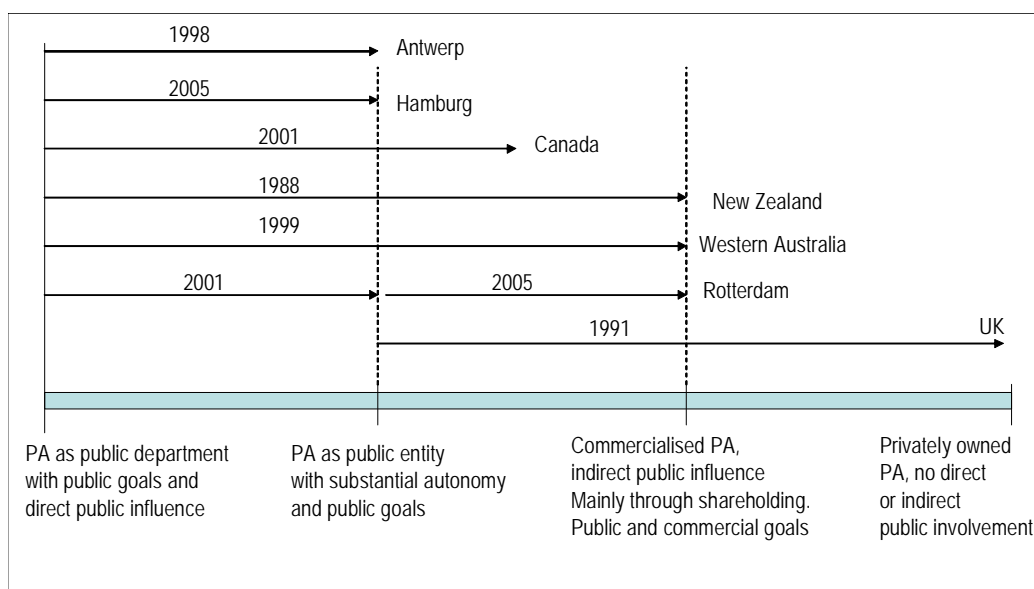 1998
Antwerp
2005
Hamburg
2001
Canada
1988
New Zealand
1999
Western Australia
2001
2005
Rotterdam
1991
UK
PA as public department
with public goals and
direct public influence
PA as public entity
with substantial autonomy
and public goals
Commercialised PA,
indirect public influence
Mainly through shareholding.
Public and commercial goals
Privately owned
PA, no direct
or indirect
public involvement